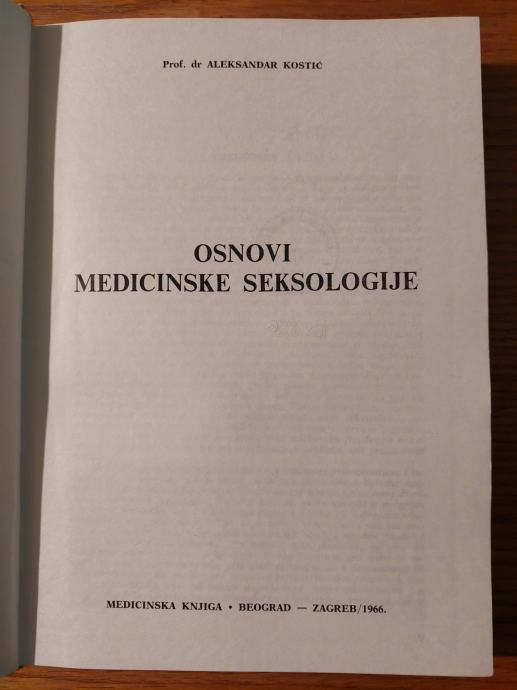 Prof. dr ALEKSANDAR KOSTIĆ
OSNOVI
MEDICINSKE SEKSOLOGIJE
MEDICINSKA KNJIGA • BEOGRAD — ZAGREB/1966.